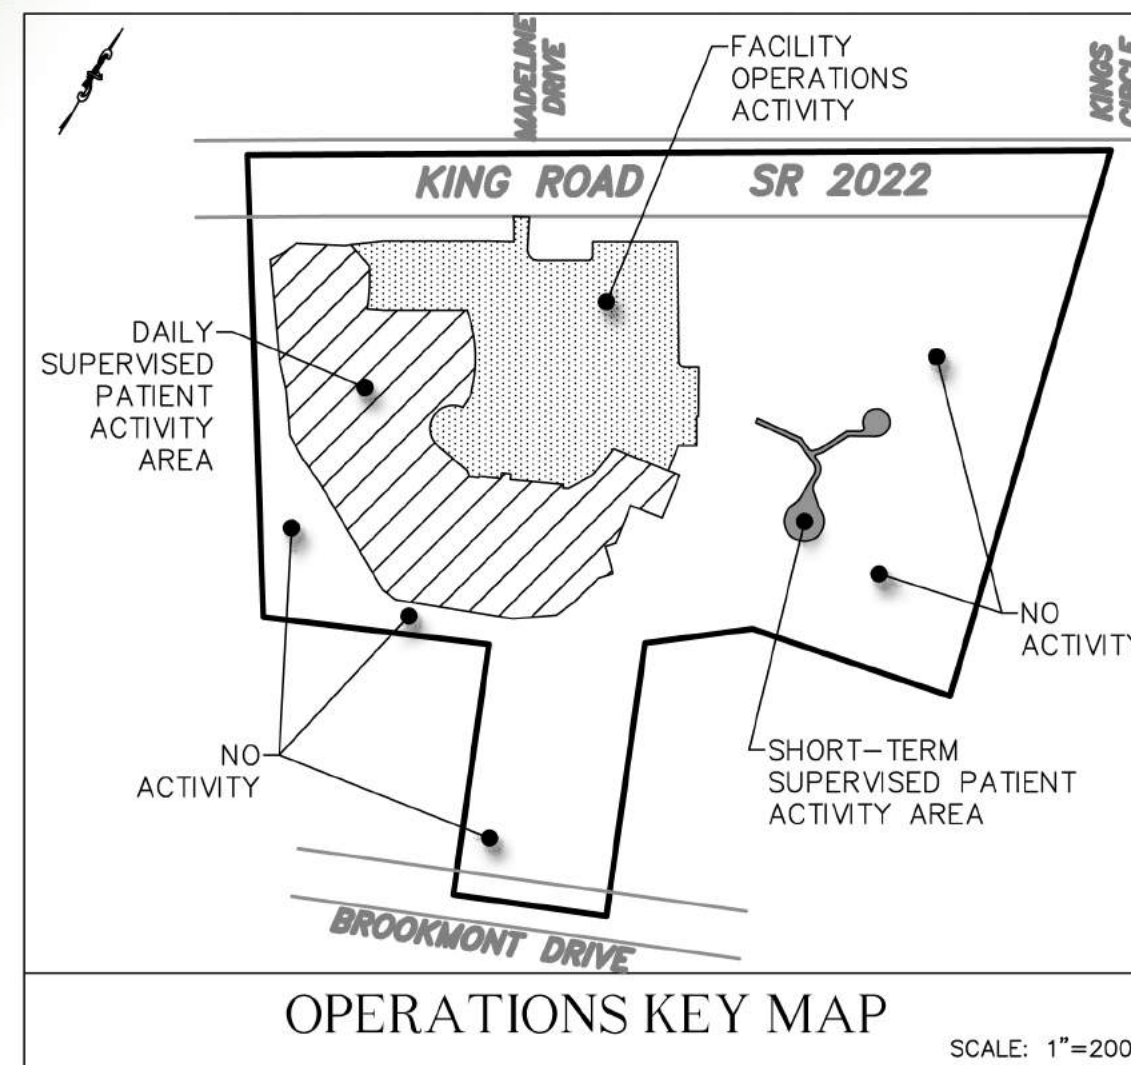 MADELINE
DRIVE
FACILITY
OPERATIONS
ACTIVITY
KINGS
CIRCLE
KING ROAD SR 2022
DAILY
SUPERVISED
PATIENT
ACTIVITY
AREA
NO
ACTIVITY
NO
ACTIVITY
SHORT-TERM
SUPERVISED PATIENT
ACTIVITY AREA
BROOKMONT DRIVE
OPERATIONS KEY MAP
SCALE: 1"=200